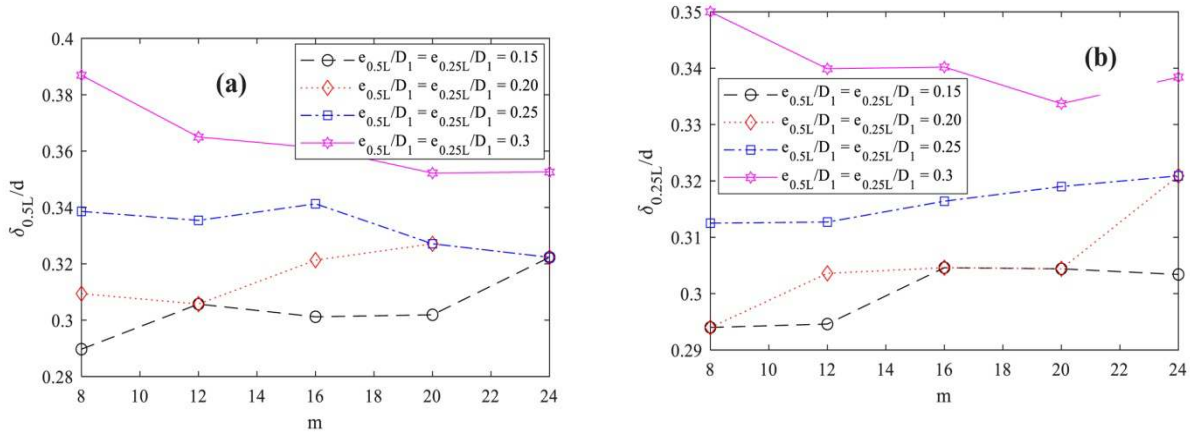 (a)
0.4
0.38
0.36
0.34
0.32
0.3
0.28
δ0.5L/d
8 10 12 14 16 18 20 22 24
m
e0.5L/D1 = e0.25L/D1 = 0.15
e0.5L/D1 = e0.25L/D1 = 0.20
e0.5L/D1 = e0.25L/D1 = 0.25
e0.5L/D1 = e0.25L/D1 = 0.3
(b)
0.35
0.34
0.33
0.32
0.31
0.3
0.29
δ0.25L/d
8 10 12 14 16 18 20 22 24
m
e0.5L/D1 = e0.25L/D1 = 0.15
e0.5L/D1 = e0.25L/D1 = 0.20
e0.5L/D1 = e0.25L/D1 = 0.25
e0.5L/D1 = e0.25L/D1 = 0.3